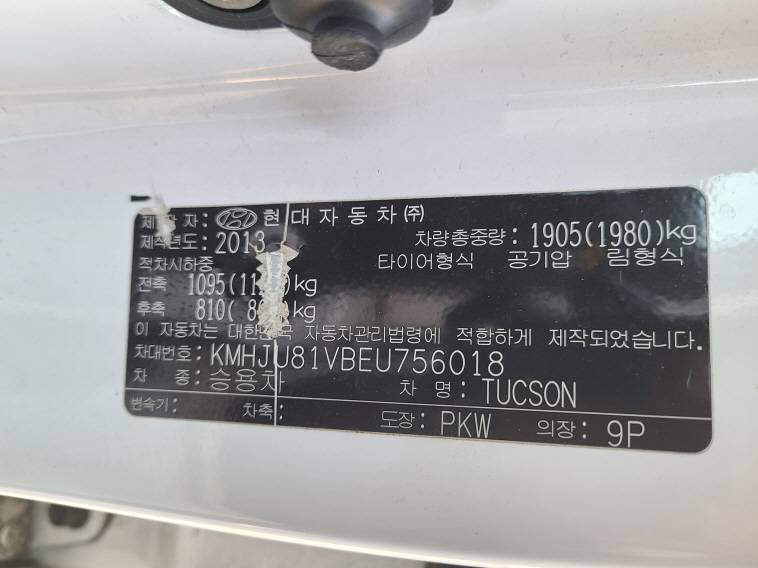 현대자동차(주)
제작년도: 2013 차량총중량: 1905(1980)kg
적차시하중 타이어형식 공기압 림형식
전축 1095( )kg
후축 810( )kg
이 자동차는 대한민국 자동차관리법령에 적합하게 제작되었습니다.
차대번호: KMHJU81VBEU756018
차 종: 승용차 차 명: TUCSON
변속기: 차축: 도장: PKW 의장: 9P